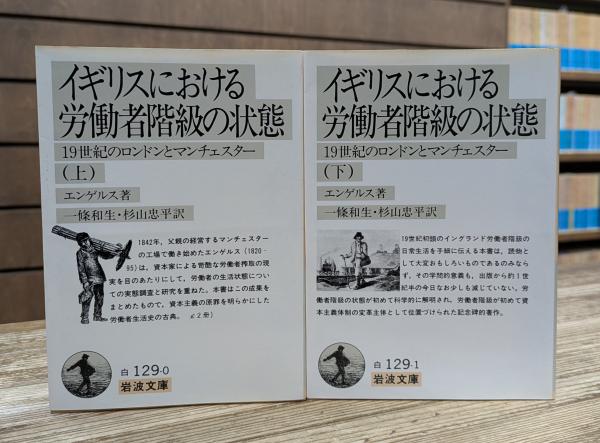 イギリスにおける
労働者階級の状態
19世紀のロンドンとマンチェスター
(上)
エンゲルス著
一條和生・杉山忠平訳
1842年,父親の経営するマンチェスター
の工場で働き始めたエンゲルス(1820-
95)は,資本家による苛酷な労働者搾取の現
実を目のあたりにして,労働者の生活状態につい
ての実態調査と研究を重ねた.本書はこの成果を
まとめたもので,資本主義の原罪を明らかにした
労働者生活史の古典.(全2冊)
白 129-0
岩波文庫
イギリスにおける
労働者階級の状態
19世紀のロンドンとマンチェスター
(下)
エンゲルス著
一條和生・杉山忠平訳
19世紀初頭のイングランド労働者階級の
日常生活を子細に伝える本書は,読物と
して大変おもしろいものであるのみなら
ず,その学問的意義も,出版から約1世
紀半の今日なお少しも減じていない.労
働者階級の状態が初めて科学的に解明され,労働者階級が初めて資
本主義体制の変革主体として位置づけられた記念碑的著作.
白 129-1
岩波文庫